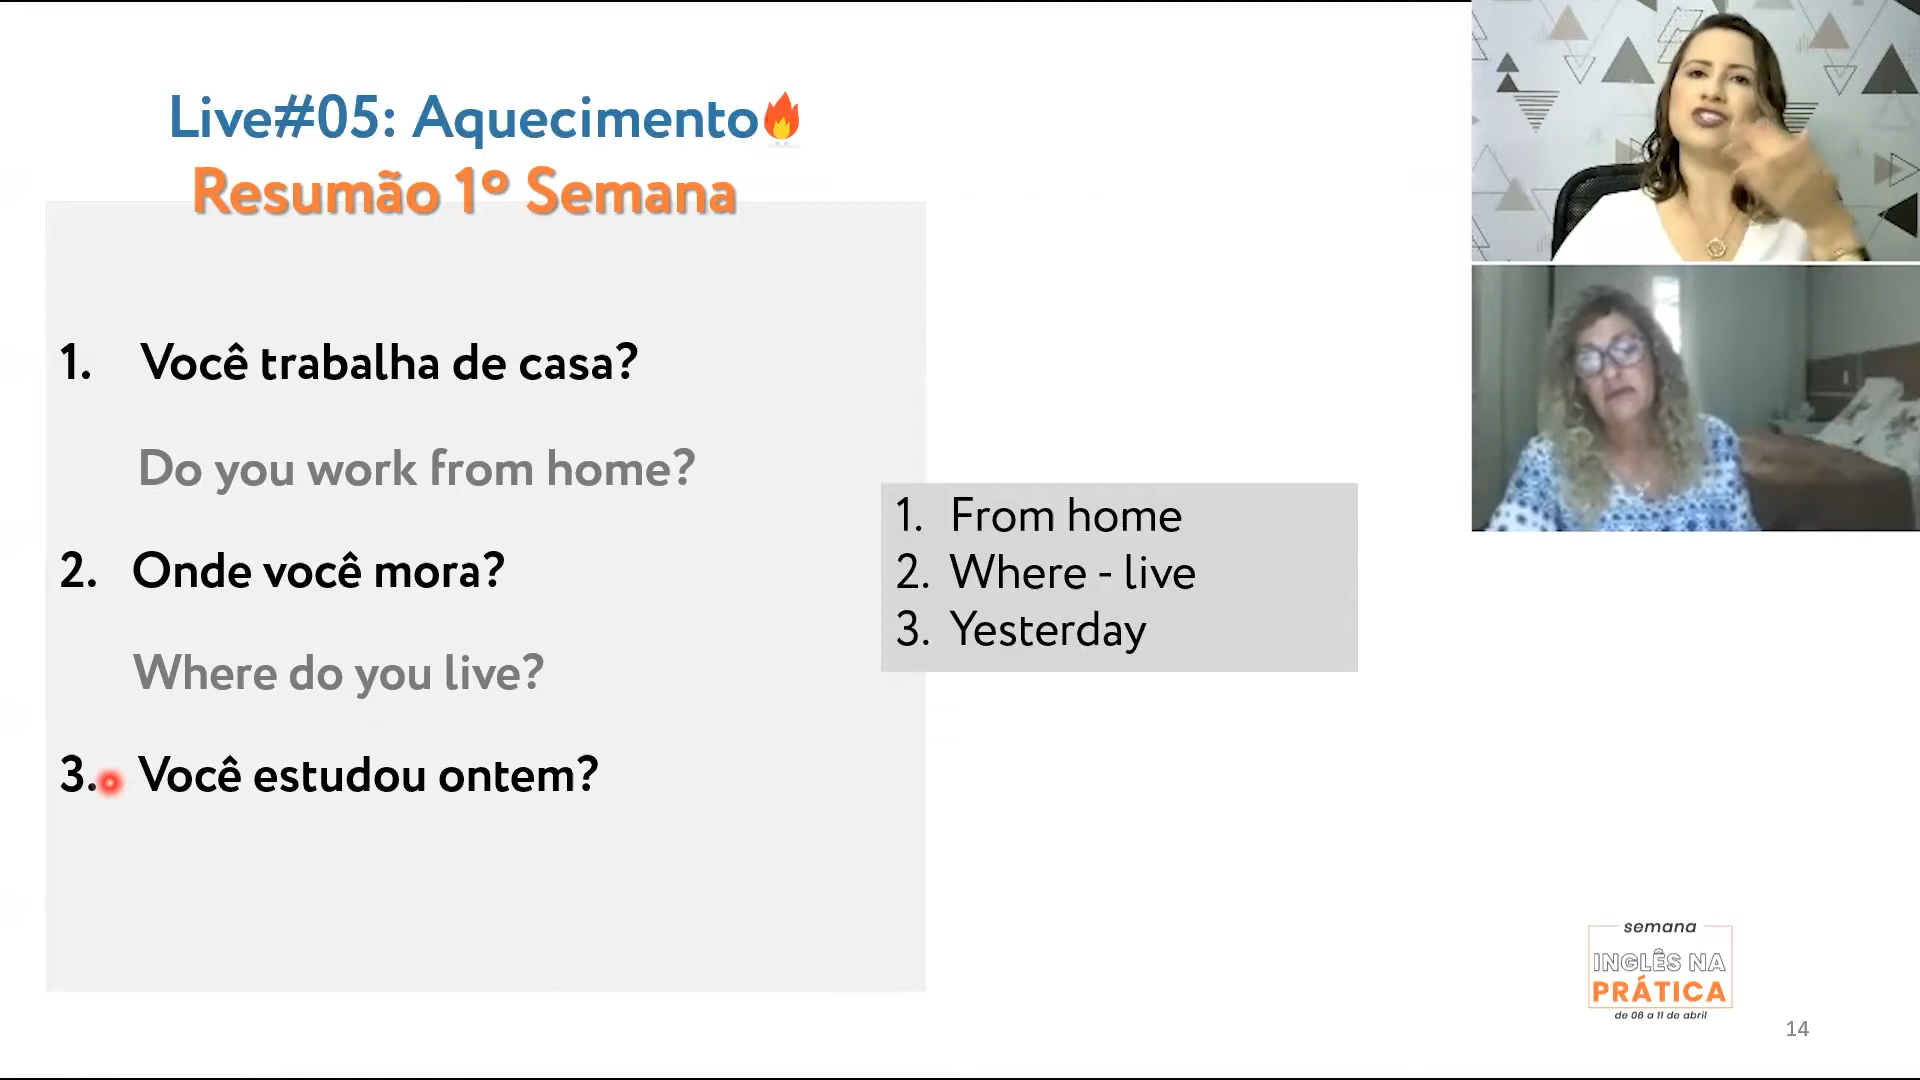 Live#05: Aquecimento🔥
Resumão 1º Semana
1. Você trabalha de casa?
Do you work from home?
2. Onde você mora?
Where do you live?
3. Você estudou ontem?
1. From home
2. Where - live
3. Yesterday
semana
INGLÊS NA
PRÁTICA
de 06 a 11 de abril
14